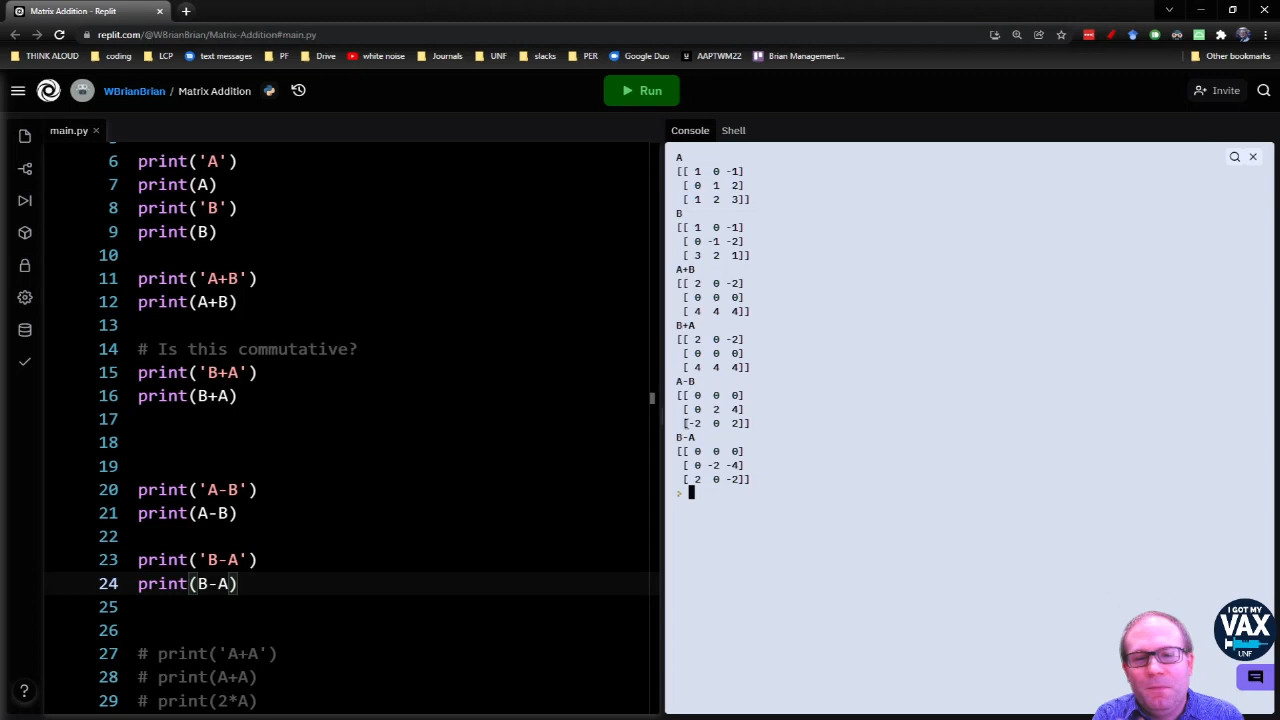 Matrix Addition - Replit
replit.com/@WBrianBrian/Matrix-Addition#main.py
THINK ALOUD coding LCP text messages PF Drive white noise Journals UNF slacks PER Google Duo AAPTWM22 Brian Management... Other bookmarks
WBrianBrian / Matrix Addition Run Invite
main.py
Console Shell
6 print('A')
7 print(A)
8 print('B')
9 print(B)
10
11 print('A+B')
12 print(A+B)
13
14 # Is this commutative?
15 print('B+A')
16 print(B+A)
17
18
19
20 print('A-B')
21 print(A-B)
22
23 print('B-A')
24 print(B-A)
25
26
27 # print('A+A')
28 # print(A+A)
29 # print(2*A)
A
[[ 1 0 -1]
[ 0 1 2]
[ 1 2 3]]
B
[[ 1 0 -1]
[ 0 -1 -2]
[ 3 2 1]]
A+B
[[ 2 0 -2]
[ 0 0 0]
[ 4 4 4]]
B+A
[[ 2 0 -2]
[ 0 0 0]
[ 4 4 4]]
A-B
[[ 0 0 0]
[ 0 2 4]
[-2 0 2]]
B-A
[[ 0 0 0]
[ 0 -2 -4]
[ 2 0 -2]]
>
I GOT MY
VAX
UNF
?